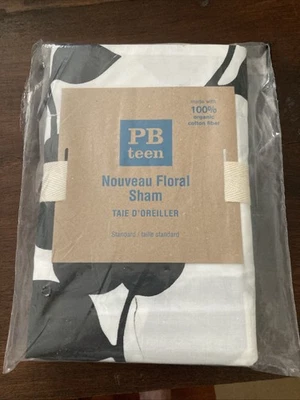 PB
teen
made with
100%
organic
cotton fiber
Nouveau Floral
Sham
TAIE D'OREILLER
Standard / taille standard